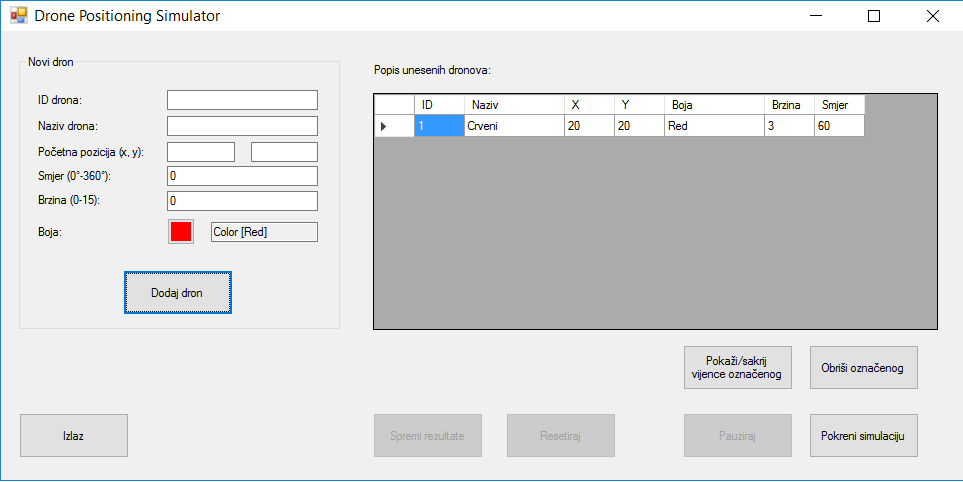 Drone Positioning Simulator
Novi dron
ID drona:
Naziv drona:
Početna pozicija (x, y):
Smjer (0°-360°):
0
Brzina (0-15):
0
Boja:
Color [Red]
Dodaj dron
Popis unesenih dronova:
ID Naziv X Y Boja Brzina Smjer
1 Crveni 20 20 Red 3 60
Pokaži/sakrij
vijence označenog
Obriši označenog
Izlaz
Spremi rezultate
Resetiraj
Pauziraj
Pokreni simulaciju